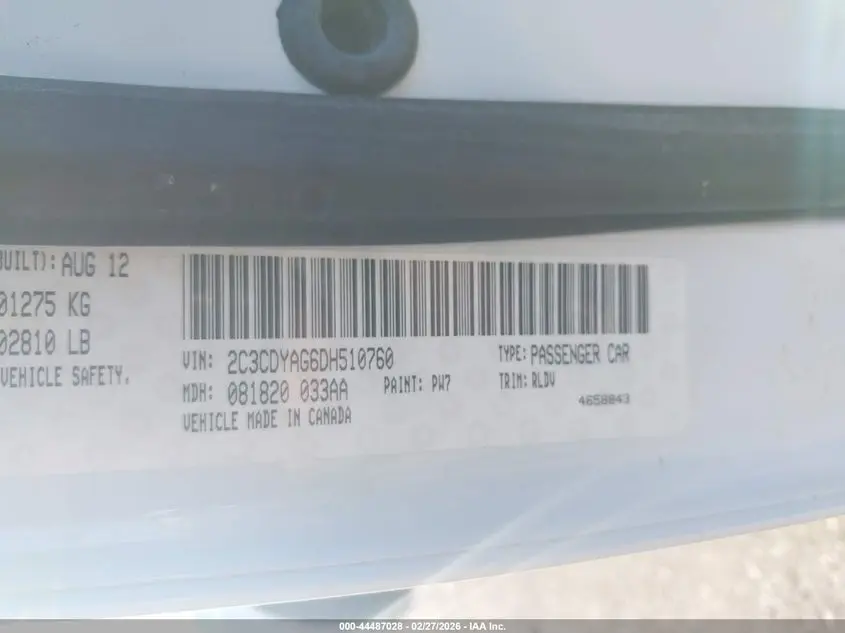 BUILT): AUG 12
01275 KG
02810 LB
VEHICLE SAFETY.
VIN: 2C3CDYAG6DH510760 TYPE: PASSENGER CAR
MDH: 081820 033AA PAINT: PW7 TRIM: RLDV
VEHICLE MADE IN CANADA 4658843
000-44487028 - 02/27/2026 - IAA Inc.